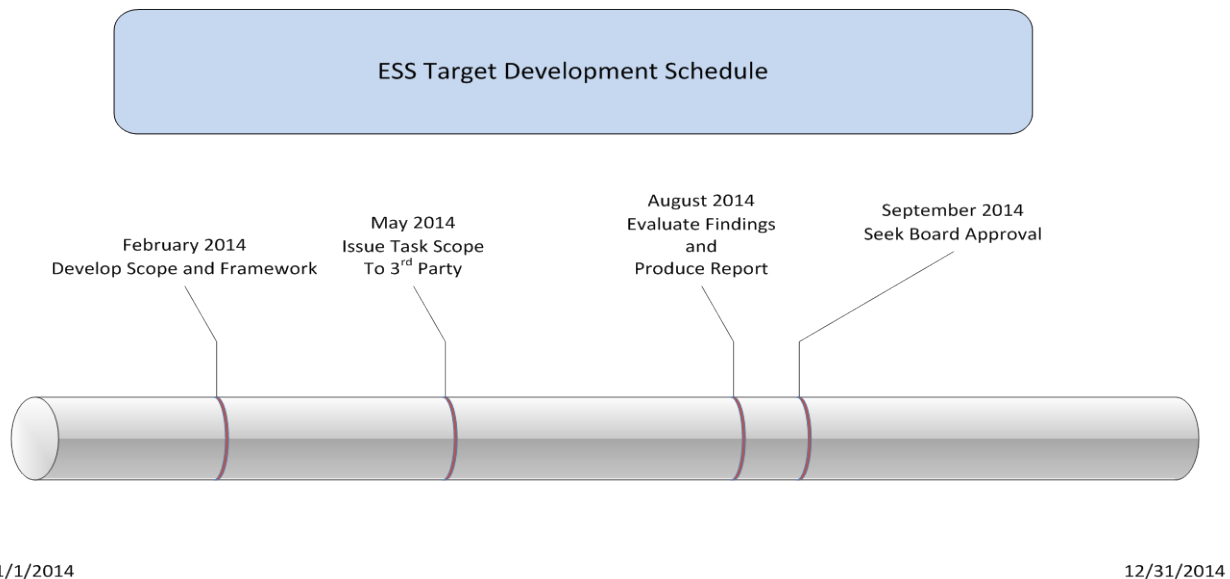 ESS Target Development Schedule
February 2014
Develop Scope and Framework
May 2014
Issue Task Scope
To 3rd Party
August 2014
Evaluate Findings
and
Produce Report
September 2014
Seek Board Approval
1/1/2014
12/31/2014